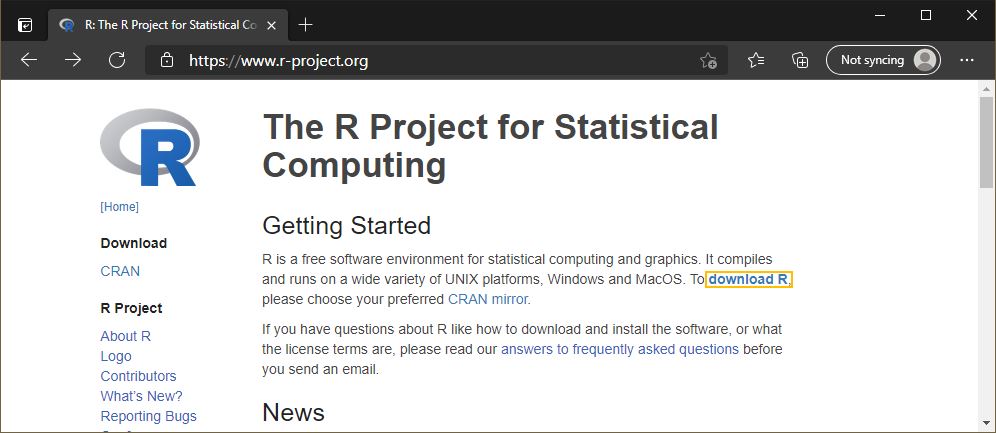 R: The R Project for Statistical Co
https://www.r-project.org
Not syncing
R
The R Project for Statistical
Computing
[Home]
Download
CRAN
R Project
About R
Logo
Contributors
What's New?
Reporting Bugs
Getting Started
R is a free software environment for statistical computing and graphics. It compiles
and runs on a wide variety of UNIX platforms, Windows and MacOS. To download R,
please choose your preferred CRAN mirror.
If you have questions about R like how to download and install the software, or what
the license terms are, please read our answers to frequently asked questions before
you send an email.
News